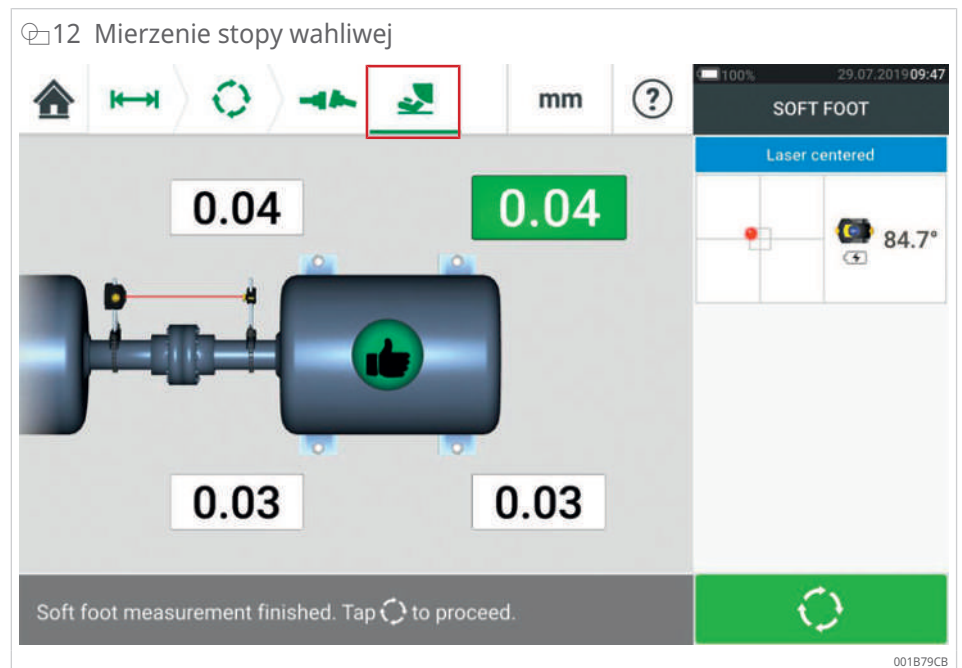 12 Mierzenie stopy wahliwej
mm
?
100% 29.07.2019 09:47
SOFT FOOT
Laser centered
84.7°
0.04
0.04
0.03
0.03
Soft foot measurement finished. Tap to proceed.
001B79CB